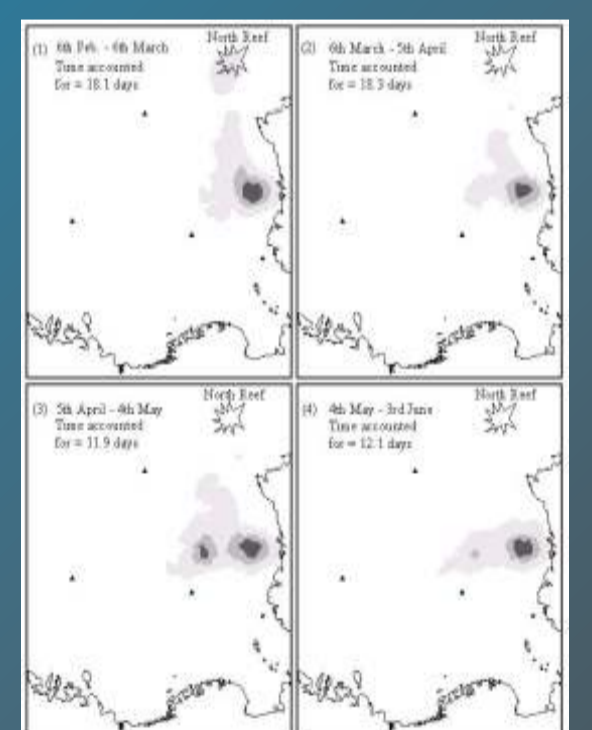 (1) 6th Feb. - 6th March
Time accounted
for = 18.1 days
North Reef
(2) 6th March - 5th April
Time accounted
for = 18.3 days
North Reef
(3) 5th April - 4th May
Time accounted
for = 11.9 days
North Reef
(4) 4th May - 3rd June
Time accounted
for = 12.1 days
North Reef